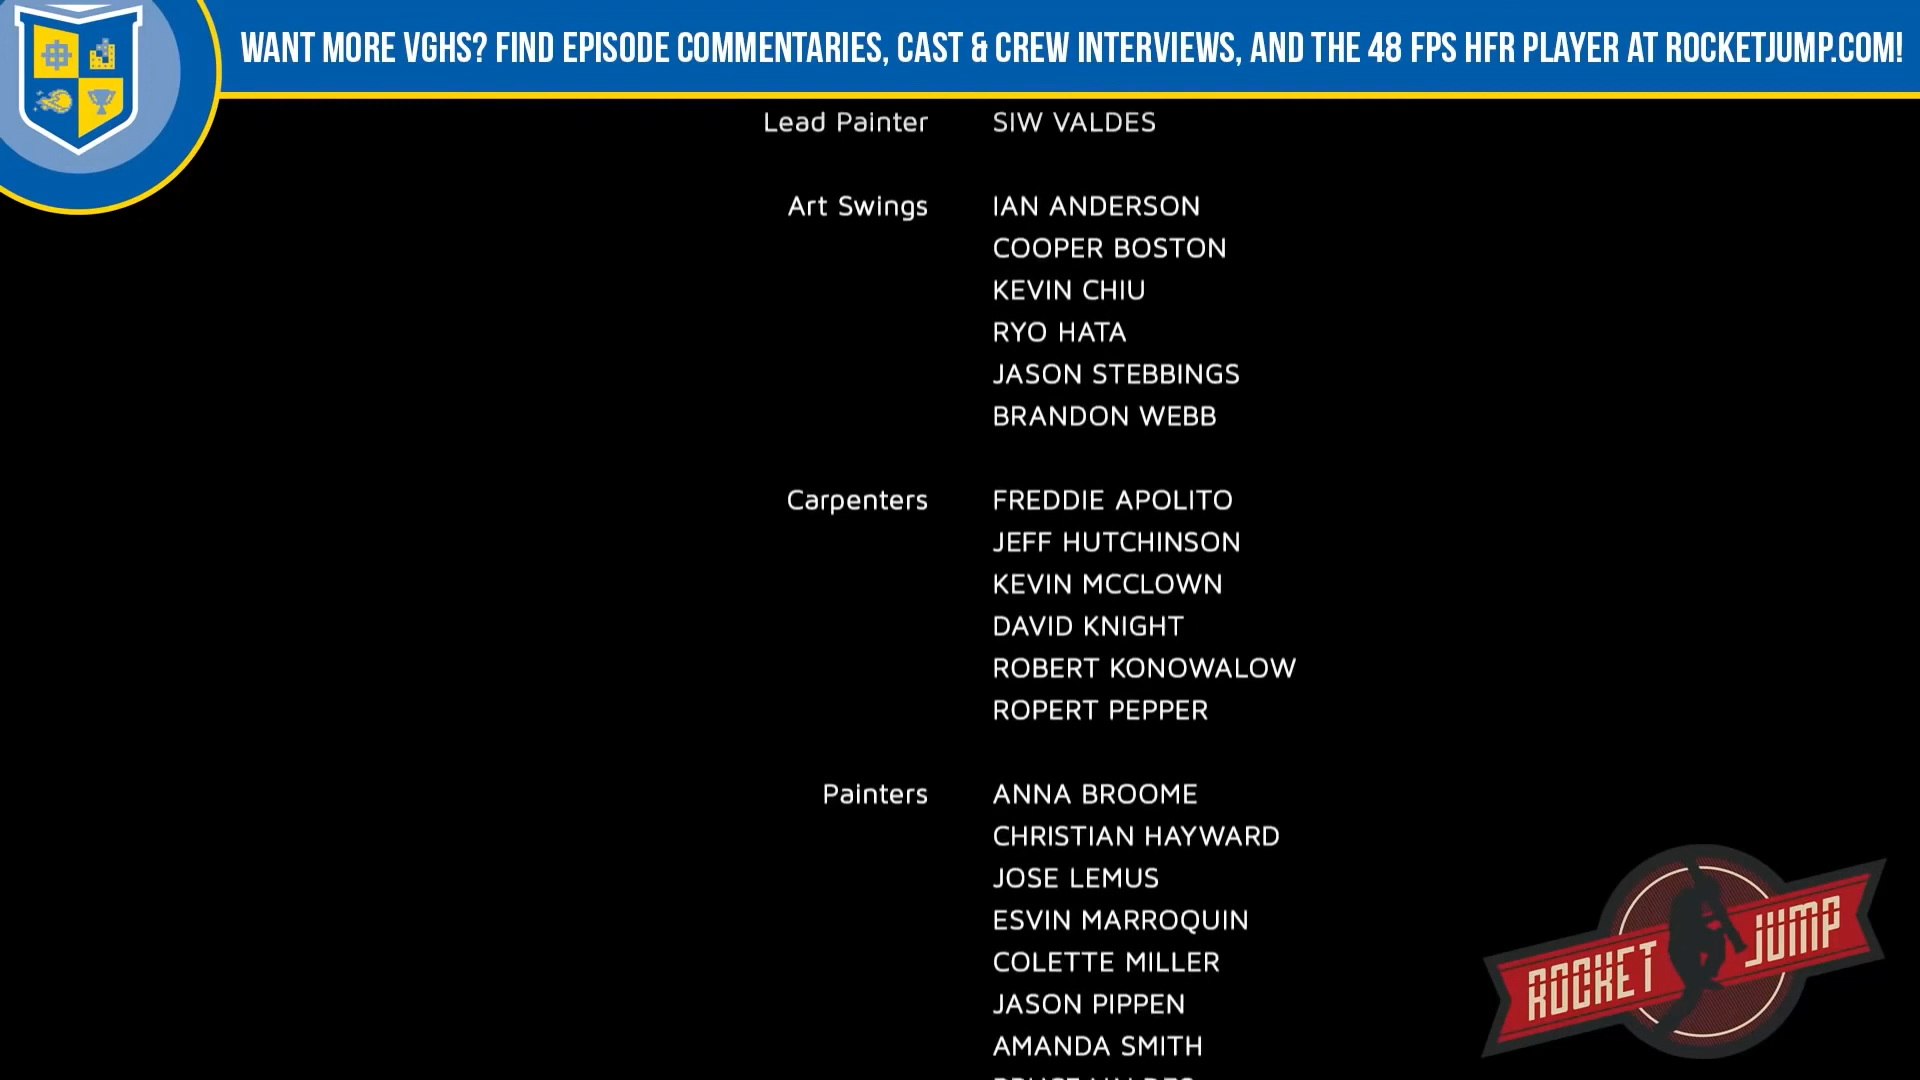 WANT MORE VGHS? FIND EPISODE COMMENTARIES, CAST & CREW INTERVIEWS, AND THE 48 FPS HFR PLAYER AT ROCKETJUMP.COM!
Lead Painter SIW VALDES
Art Swings IAN ANDERSON
COOPER BOSTON
KEVIN CHIU
RYO HATA
JASON STEBBINGS
BRANDON WEBB
Carpenters FREDDIE APOLITO
JEFF HUTCHINSON
KEVIN MCCLOWN
DAVID KNIGHT
ROBERT KONOWALOW
ROPERT PEPPER
Painters ANNA BROOME
CHRISTIAN HAYWARD
JOSE LEMUS
ESVIN MARROQUIN
COLETTE MILLER
JASON PIPPEN
AMANDA SMITH
ROCKET JUMP